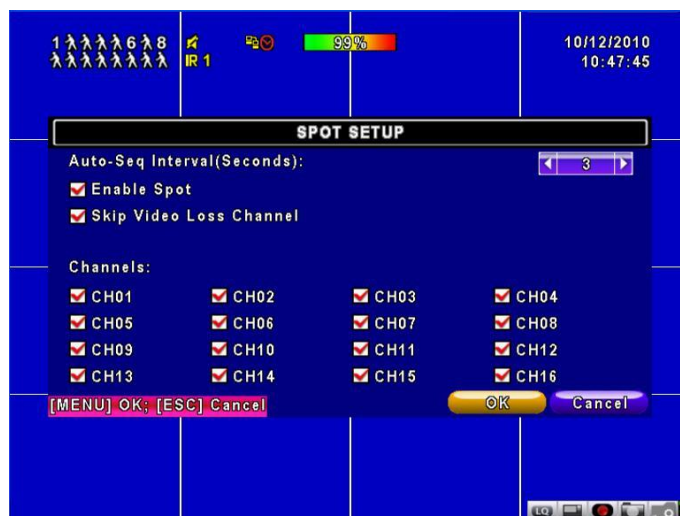 1 6 8 99% 10/12/2010
IR 1 10:47:45
SPOT SETUP
Auto-Seq Interval(Seconds): 3
Enable Spot
Skip Video Loss Channel
Channels:
CH01 CH02 CH03 CH04
CH05 CH06 CH07 CH08
CH09 CH10 CH11 CH12
CH13 CH14 CH15 CH16
[MENU] OK; [ESC] Cancel OK Cancel
LQ